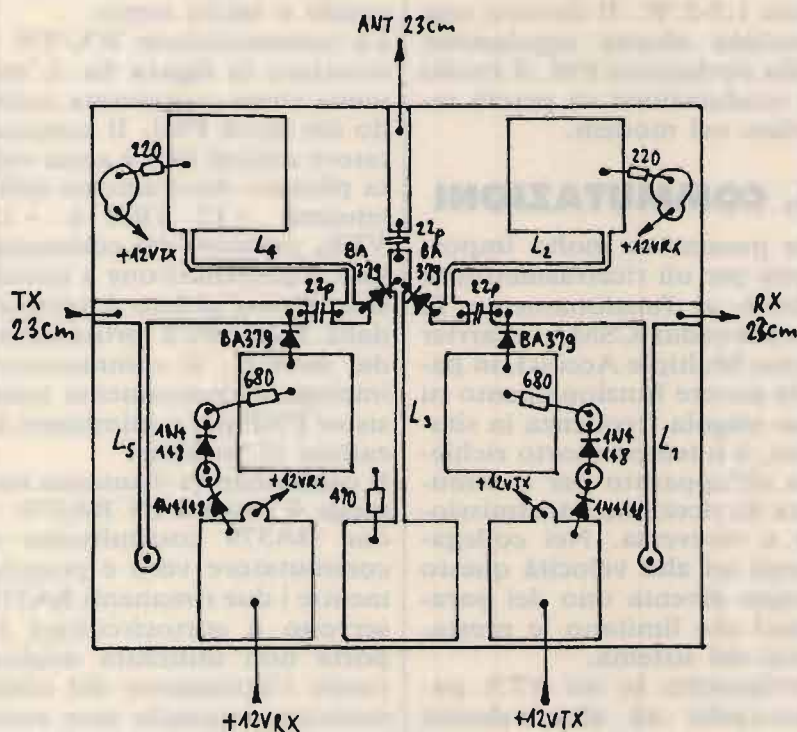 ANT 23cm
220
220
+12VTX
L4
22p
L2
+12VRX
BA
379
BA
379
TX
23cm
22p
22p
RX
23cm
BA379
BA379
680
680
L3
L5
1N4
148
1N4
148
L1
+12VRX
+12VTX
1N4148
470
1N4148
+12VRX
+12VTX